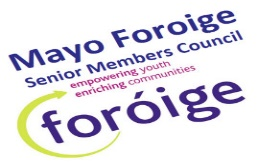 Mayo Foroige
Senior Members Council
empowering youth
enriching communities
foróige